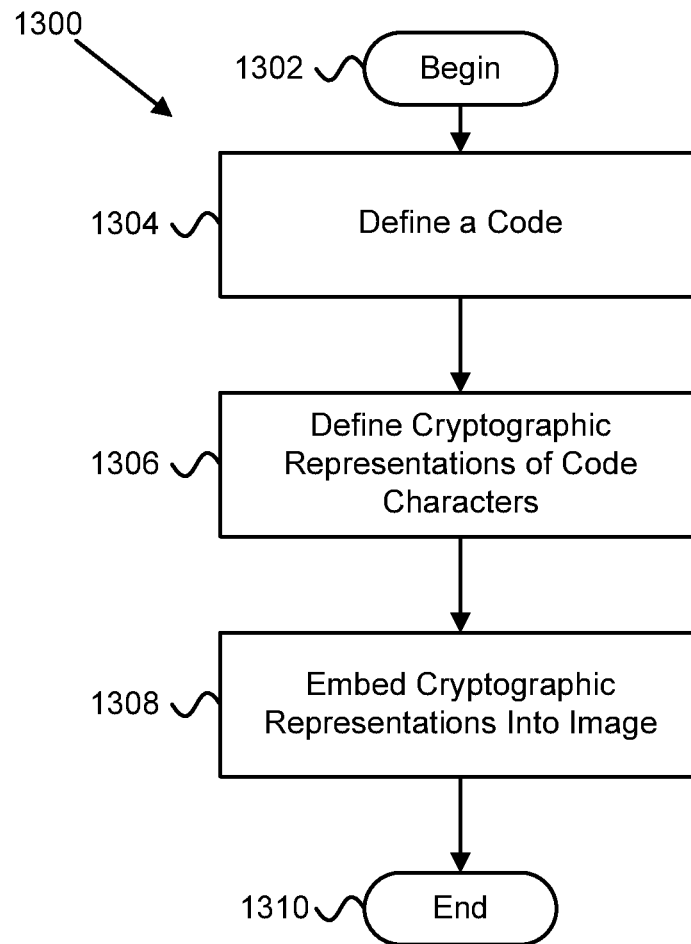 1300
1302
Begin
1304
Define a Code
1306
Define Cryptographic
Representations of Code
Characters
1308
Embed Cryptographic
Representations Into Image
1310
End